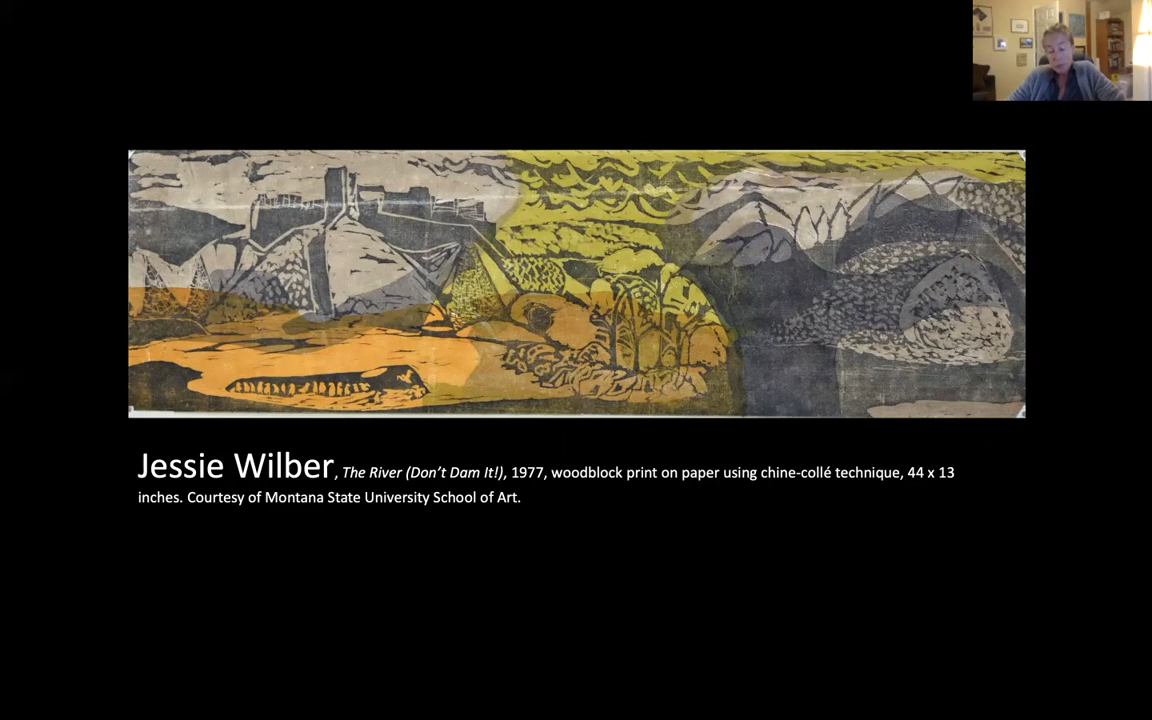 Jessie Wilber, The River (Don’t Dam It!), 1977, woodblock print on paper using chine-collé technique, 44 x 13
inches. Courtesy of Montana State University School of Art.